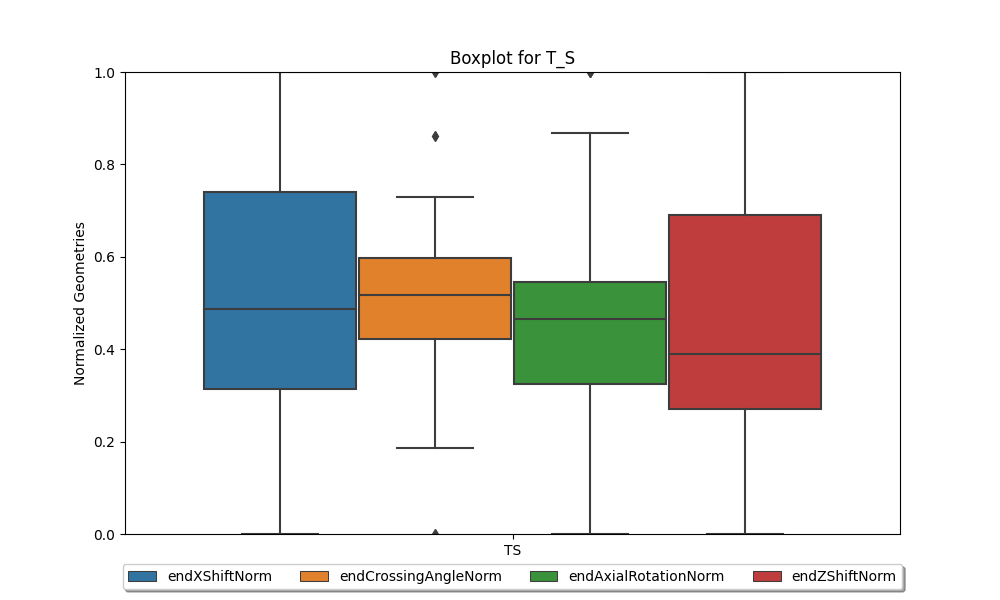 Boxplot for T_S
Normalized Geometries
1.0
0.8
0.6
0.4
0.2
0.0
TS
endXShiftNorm endCrossingAngleNorm endAxialRotationNorm endZShiftNorm